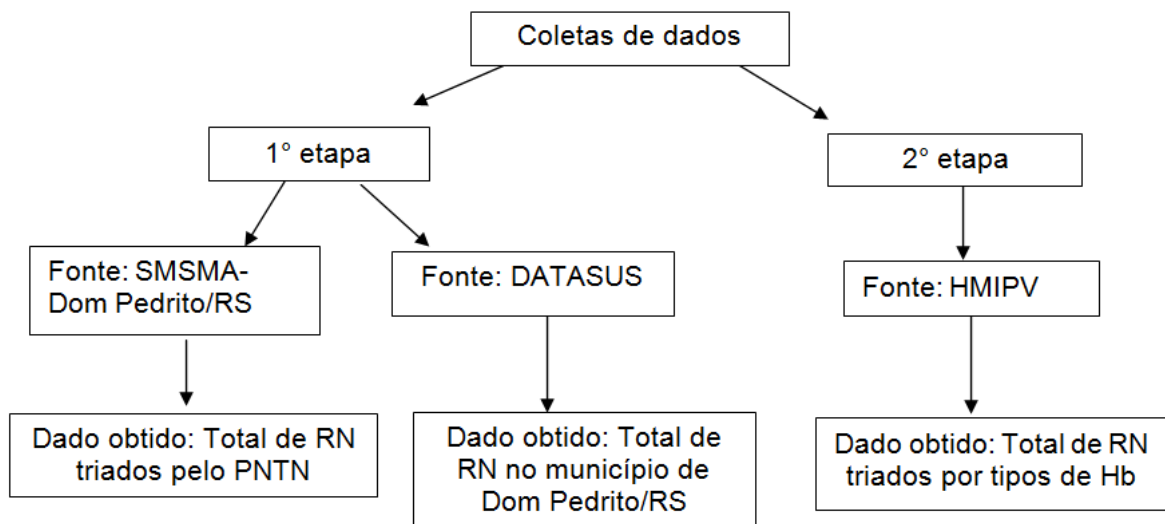 Coletas de dados
1° etapa
2° etapa
Fonte: SMSMA-
Dom Pedrito/RS
Fonte: DATASUS
Fonte: HMIPV
Dado obtido: Total de RN
triados pelo PNTN
Dado obtido: Total de
RN no município de
Dom Pedrito/RS
Dado obtido: Total de RN
triados por tipos de Hb